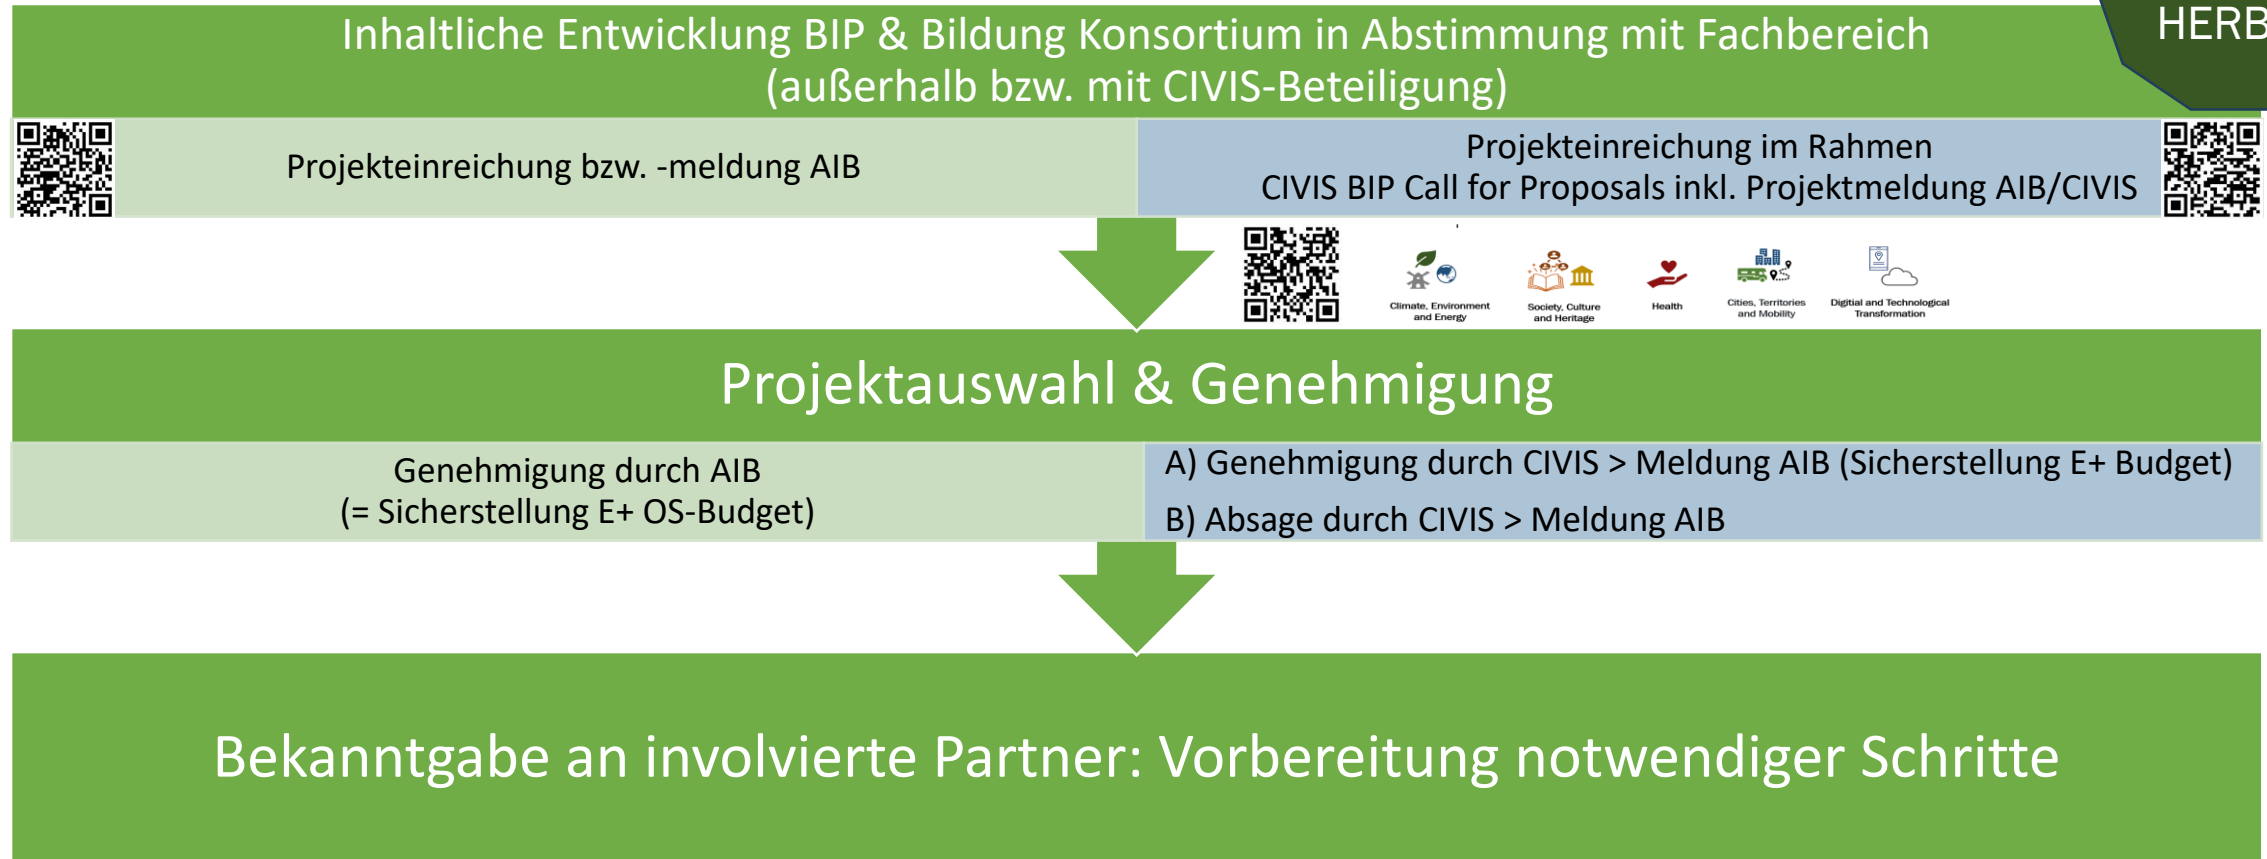 Inhaltliche Entwicklung BIP & Bildung Konsortium in Abstimmung mit Fachbereich
(außerhalb bzw. mit CIVIS-Beteiligung)
HERB
Projekteinreichung bzw. -meldung AIB
Projekteinreichung im Rahmen
CIVIS BIP Call for Proposals inkl. Projektmeldung AIB/CIVIS
Climate, Environment
and Energy
Society, Culture
and Heritage
Health
Cities, Territories
and Mobility
Digitial and Technological
Transformation
Projektauswahl & Genehmigung
Genehmigung durch AIB
(= Sicherstellung E+ OS-Budget)
A) Genehmigung durch CIVIS > Meldung AIB (Sicherstellung E+ Budget)
B) Absage durch CIVIS > Meldung AIB
Bekanntgabe an involvierte Partner: Vorbereitung notwendiger Schritte